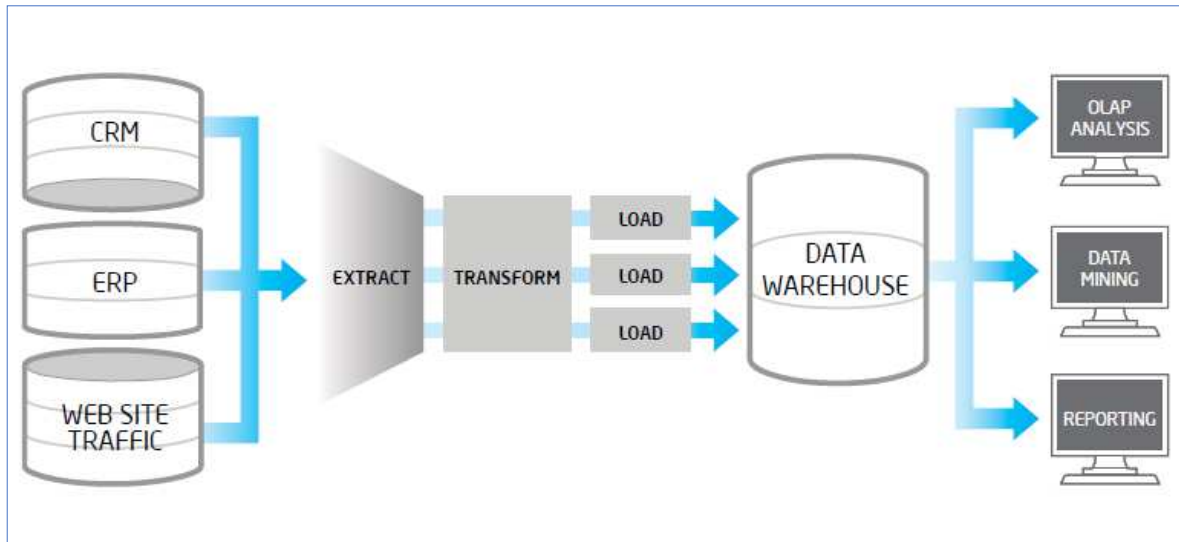 CRM
ERP
WEB SITE
TRAFFIC
EXTRACT
TRANSFORM
LOAD
LOAD
LOAD
DATA
WAREHOUSE
OLAP
ANALYSIS
DATA
MINING
REPORTING